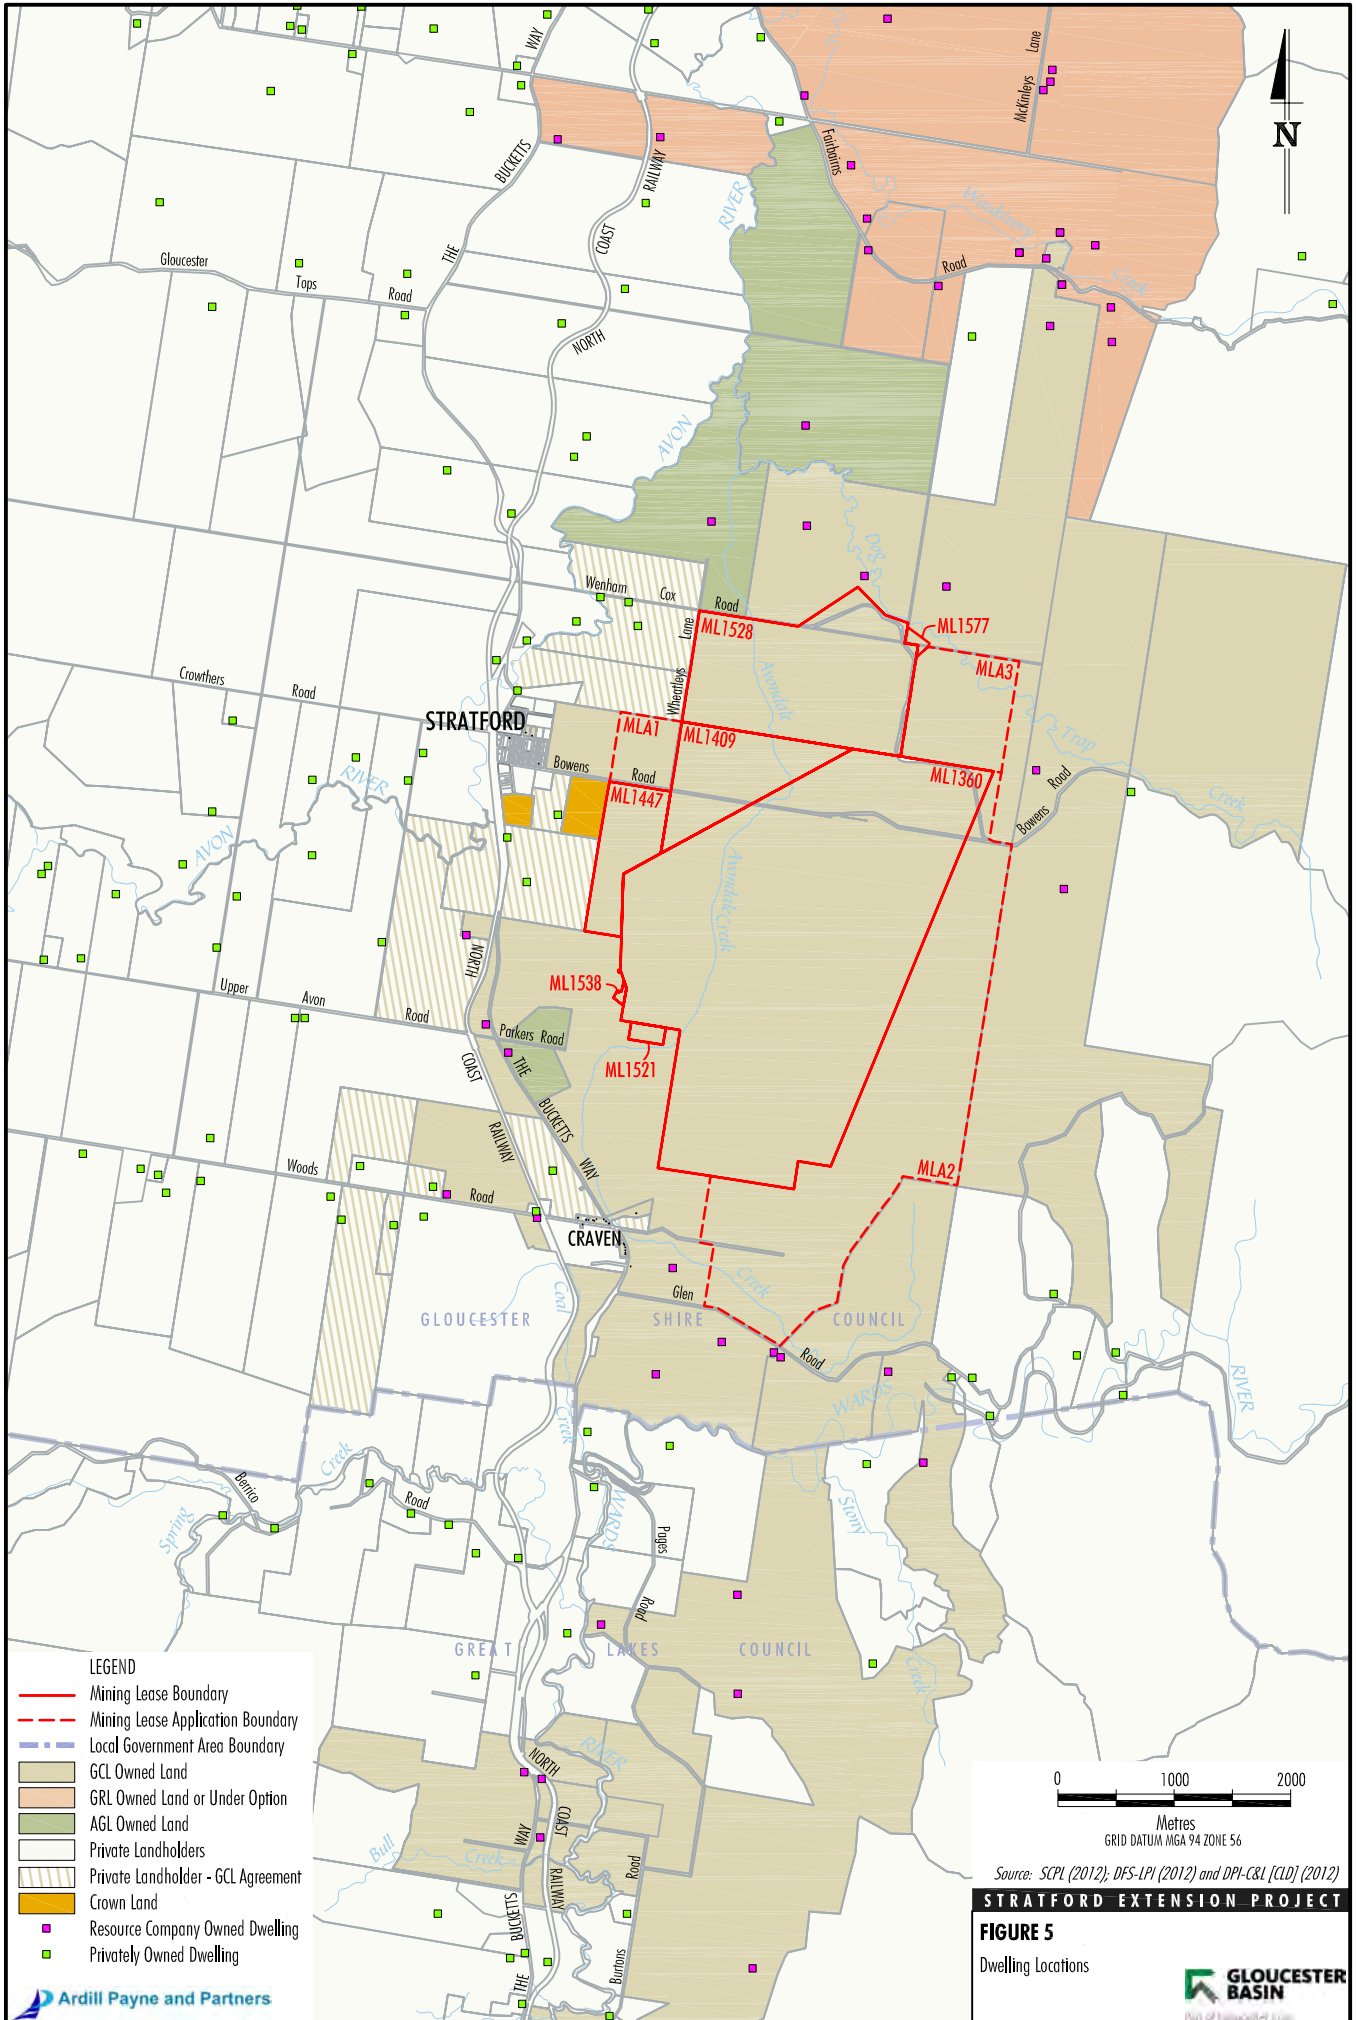 WAY
McKinleys
Lane
N
BUCKETTS
RAILWAY
Fairbairns
RIVER
Waukivory
Gloucester
Tops
Road
THE
COAST
Road
Creek
NORTH
AVON
Dog
Wenham
Cox
Road
Lane
Wheatleys
ML1528
ML1577
MLA3
Crowthers
Road
Avondale
STRATFORD
MLA1
ML1409
Trap
RIVER
Bowens
Road
ML1360
Road
Creek
ML1447
Bowens
AVON
Avondale Creek
NORTH
ML1538
Upper
Avon
Road
Parkers Road
COAST
THE
ML1521
BUCKETTS
RAILWAY
WAY
Woods
Road
MLA2
CRAVEN
Creek
Coal
Glen
GLOUCESTER
SHIRE
COUNCIL
Road
RIVER
WARDS
Creek
Creek
Berrico
Road
Spring
WARDS
Stony
Pages
Road
GREAT
LAKES
COUNCIL
Creek
RIVER
NORTH
COAST
WAY
Bull
Creek
RAILWAY
Road
BUCKETTS
THE
Burtons
LEGEND
Mining Lease Boundary
Mining Lease Application Boundary
Local Government Area Boundary
GCL Owned Land
GRL Owned Land or Under Option
AGL Owned Land
Private Landholders
Private Landholder - GCL Agreement
Crown Land
Resource Company Owned Dwelling
Privately Owned Dwelling
Ardill Payne and Partners
0 1000 2000
Metres
GRID DATUM MGA 94 ZONE 56
Source: SCPL (2012); DFS-LPI (2012) and DPI-C&L [CLD] (2012)
STRATFORD EXTENSION PROJECT
FIGURE 5
Dwelling Locations
GLOUCESTER
BASIN